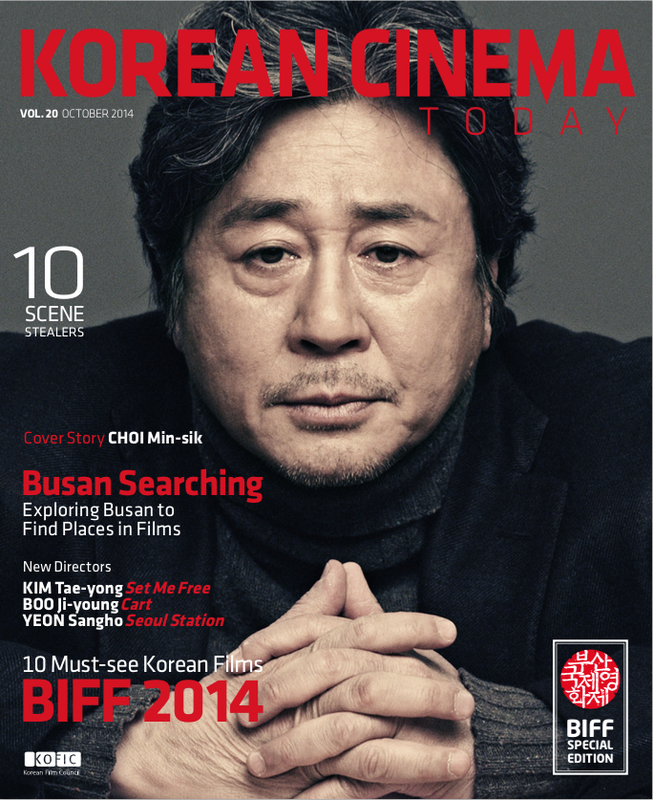 KOREAN CINEMA
TODAY
VOL. 20 OCTOBER 2014
10
SCENE
STEALERS
Cover Story CHOI Min-sik
Busan Searching
Exploring Busan to
Find Places in Films
New Directors
KIM Tae-yong Set Me Free
BOO Ji-young Cart
YEON Sangho Seoul Station
10 Must-see Korean Films
BIFF 2014
KOFIC
Korean Film Council
부산
국제영
화제
BIFF
SPECIAL
EDITION